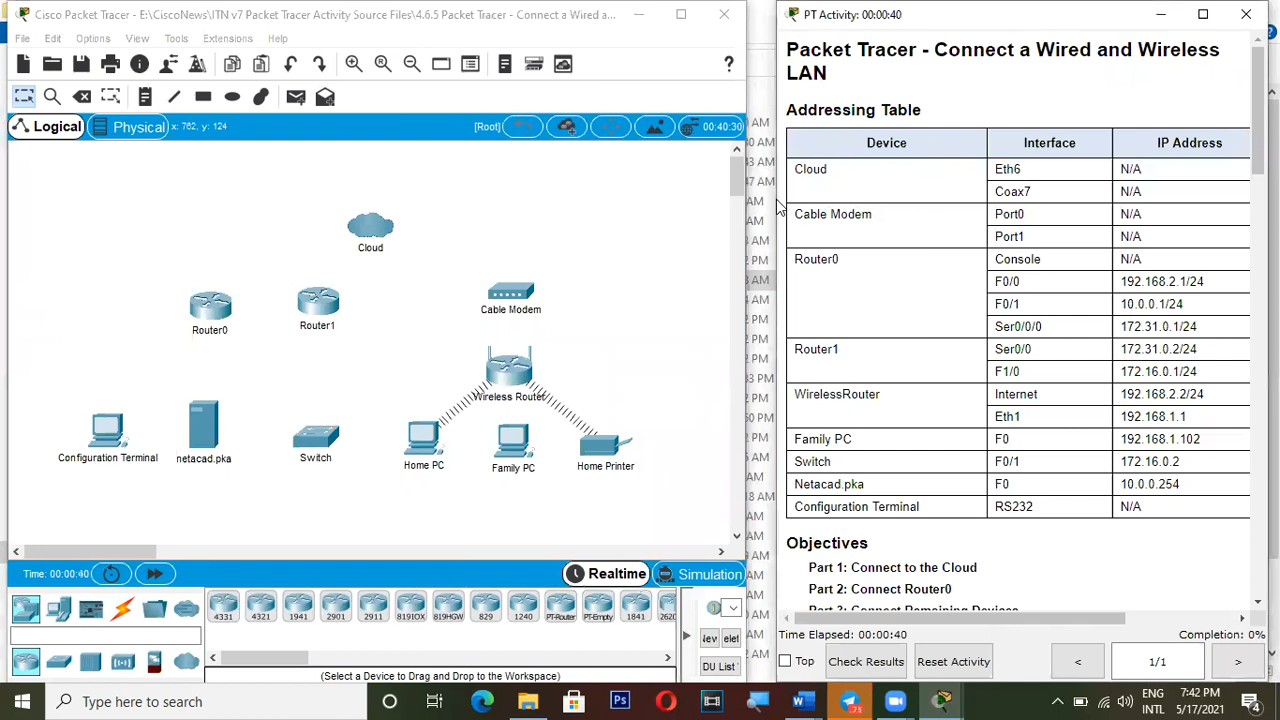 Cisco Packet Tracer - E:\CiscoNews\ITN v7 Packet Tracer Activity Source Files\4.6.5 Packet Tracer - Connect a Wired and Wireless a...
File Edit Options View Tools Extensions Help
?
Logical Physical x: 762, y: 124 [Root] 00:40:30
Cloud
Router0
Router1
Cable Modem
Wireless Router
Configuration Terminal
netacad.pka
Switch
Home PC
Family PC
Home Printer
Time: 00:00:40 Realtime Simulation
4331 4321 1941 2901 2911 819IOX 819HGW 829 1240 PT-Router PT-Empty 1841 2620
New Delete
(Select a Device to Drag and Drop to the Workspace)
PT Activity: 00:00:40
Packet Tracer - Connect a Wired and Wireless
LAN
Addressing Table
Device Interface IP Address
Cloud Eth6 N/A
Coax7 N/A
Cable Modem Port0 N/A
Port1 N/A
Router0 Console N/A
F0/0 192.168.2.1/24
F0/1 10.0.0.1/24
Ser0/0/0 172.31.0.1/24
Router1 Ser0/0 172.31.0.2/24
F1/0 172.16.0.1/24
WirelessRouter Internet 192.168.2.2/24
Eth1 192.168.1.1
Family PC F0 192.168.1.102
Switch F0/1 172.16.0.2
Netacad.pka F0 10.0.0.254
Configuration Terminal RS232 N/A
Objectives
Part 1: Connect to the Cloud
Part 2: Connect Router0
Part 3: Connect Remaining Devices
Time Elapsed: 00:00:40 Completion: 0%
Top Check Results Reset Activity < 1/1 >
Type here to search
ENG
INTL
7:42 PM
5/17/2021
4